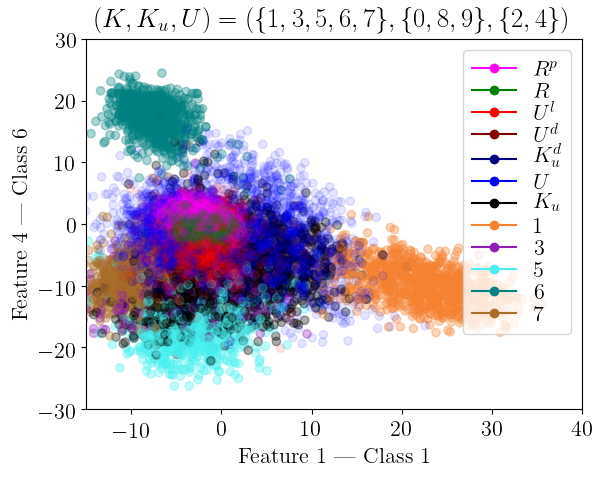 (K, K_u, U) = ({1, 3, 5, 6, 7}, {0, 8, 9}, {2, 4})
30
20
10
0
−10
−20
−30
Feature 4 — Class 6
R^p
R
U^l
U^d
K_u^d
U
K_u
1
3
5
6
7
−10
0
10
20
30
40
Feature 1 — Class 1